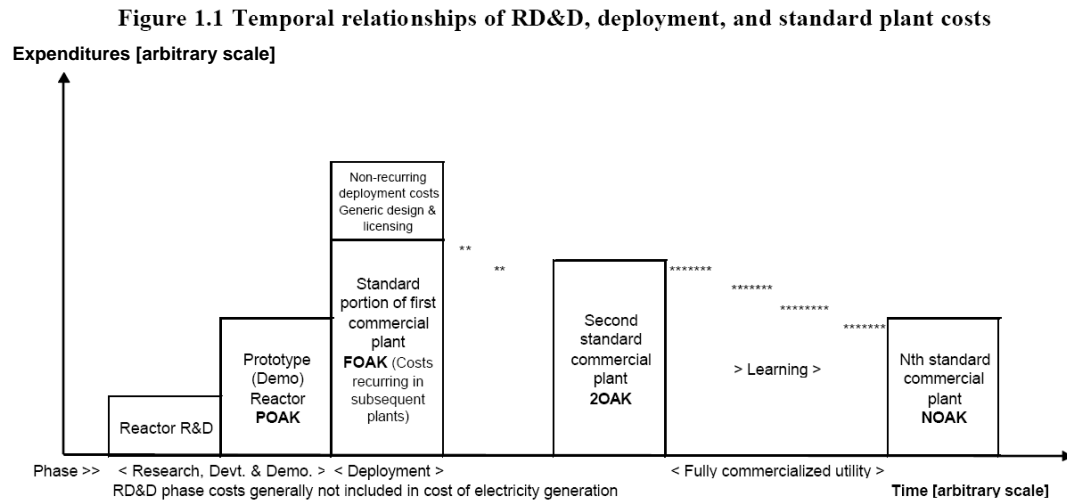 Figure 1.1 Temporal relationships of RD&D, deployment, and standard plant costs
Expenditures [arbitrary scale]
Non-recurring
deployment costs
Generic design &
licensing
**
**
*******
*******
********
*******
Standard
portion of first
commercial
plant
FOAK (Costs
recurring in
subsequent
plants)
Second
standard
commercial
plant
2OAK
Prototype
(Demo)
Reactor
POAK
> Learning >
Nth standard
commercial
plant
NOAK
Reactor R&D
Phase >> < Research, Devt. & Demo. > < Deployment > < Fully commercialized utility >
RD&D phase costs generally not included in cost of electricity generation
Time [arbitrary scale]